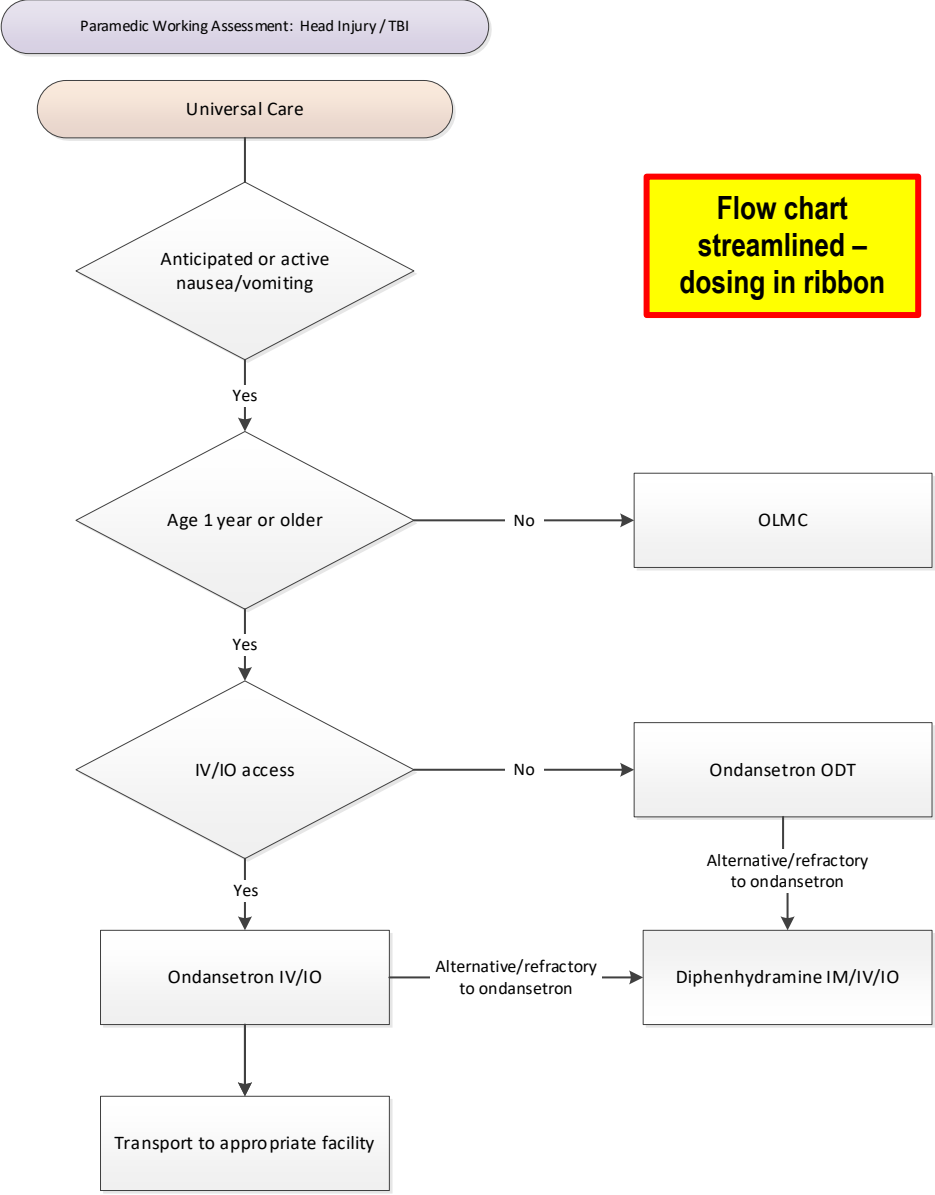 Paramedic Working Assessment: Head Injury / TBI
Universal Care
Flow chart
streamlined –
dosing in ribbon
Anticipated or active
nausea/vomiting
Yes
Age 1 year or older
No
OLMC
Yes
IV/IO access
No
Ondansetron ODT
Alternative/refractory
to ondansetron
Yes
Ondansetron IV/IO
Alternative/refractory
to ondansetron
Diphenhydramine IM/IV/IO
Transport to appropriate facility